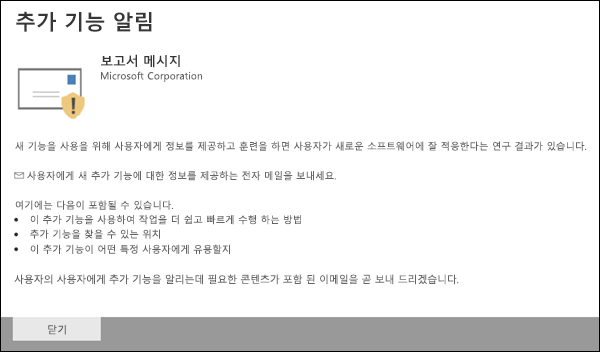 추가 기능 알림
보고서 메시지
Microsoft Corporation
새 기능을 사용을 위해 사용자에게 정보를 제공하고 훈련을 하면 사용자가 새로운 소프트웨어에 잘 적응한다는 연구 결과가 있습니다.
사용자에게 새 추가 기능에 대한 정보를 제공하는 전자 메일을 보내세요.
여기에는 다음이 포함될 수 있습니다.
• 이 추가 기능을 사용하여 작업을 더 쉽고 빠르게 수행 하는 방법
• 추가 기능을 찾을 수 있는 위치
• 이 추가 기능이 어떤 특정 사용자에게 유용할지
사용자의 사용자에게 추가 기능을 알리는데 필요한 콘텐츠가 포함 된 이메일을 곧 보내 드리겠습니다.
닫기